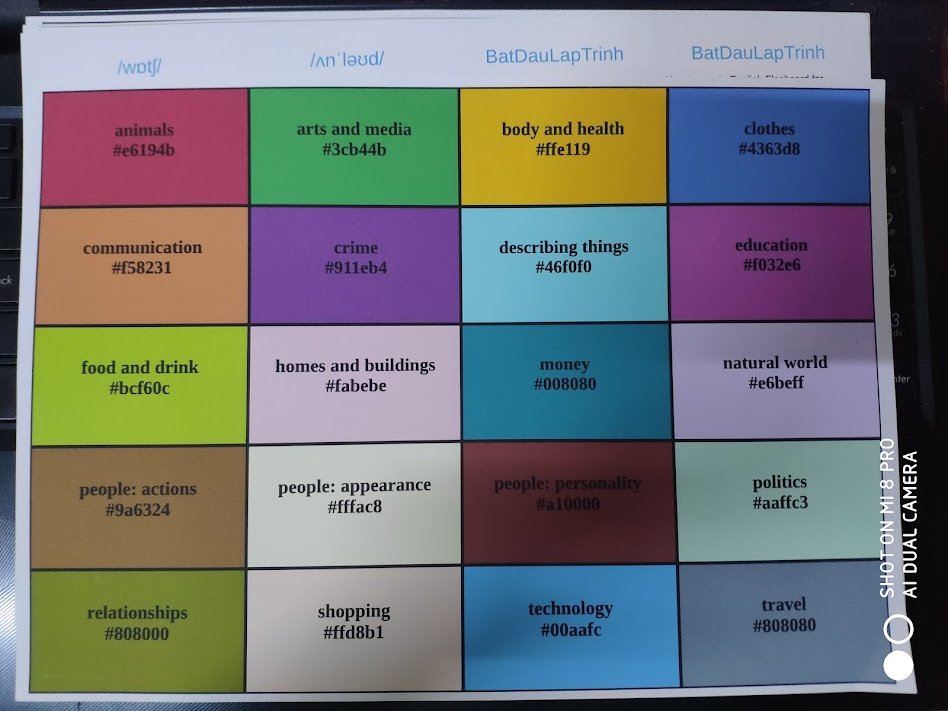 /wɒtʃ/ /ʌnˈləʊd/ BatDauLapTrinh BatDauLapTrinh
animals
#e6194b
arts and media
#3cb44b
body and health
#ffe119
clothes
#4363d8
communication
#f58231
crime
#911eb4
describing things
#46f0f0
education
#f032e6
food and drink
#bcf60c
homes and buildings
#fabebe
money
#008080
natural world
#e6beff
people: actions
#9a6324
people: appearance
#fffac8
people: personality
#a10000
politics
#aaffc3
relationships
#808000
shopping
#ffd8b1
technology
#00aafc
travel
#808080
SHOT ON MI 8 PRO
AI DUAL CAMERA